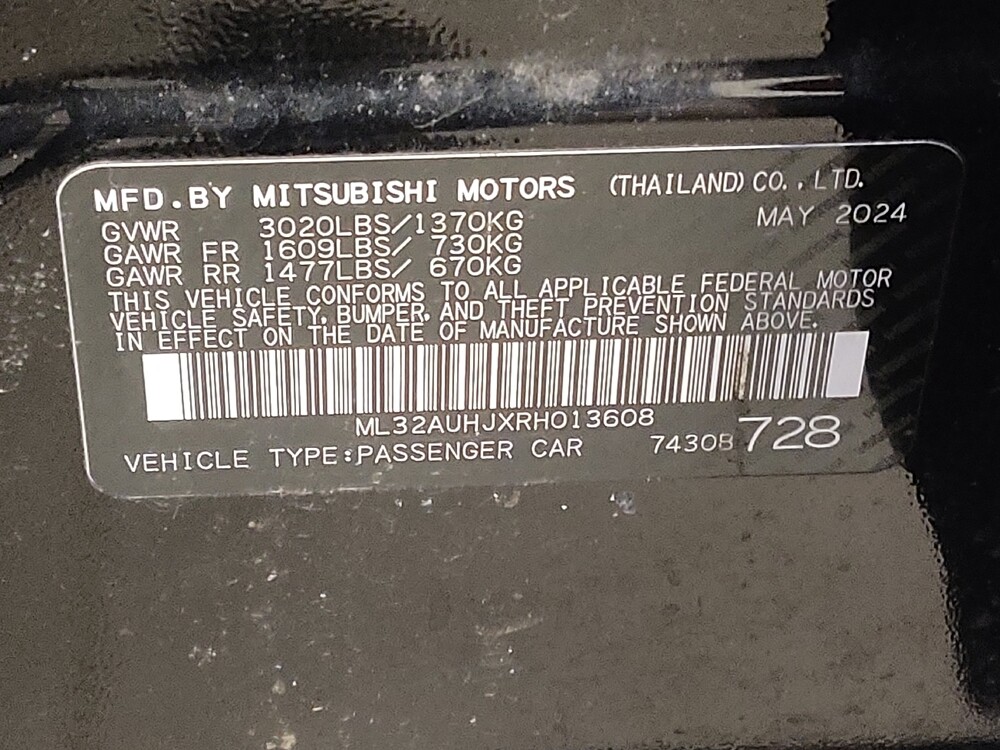 MFD.BY MITSUBISHI MOTORS (THAILAND) CO.,LTD.
GVWR 3020LBS/1370KG MAY 2024
GAWR FR 1609LBS/ 730KG
GAWR RR 1477LBS/ 670KG
THIS VEHICLE CONFORMS TO ALL APPLICABLE FEDERAL MOTOR
VEHICLE SAFETY, BUMPER, AND THEFT PREVENTION STANDARDS
IN EFFECT ON THE DATE OF MANUFACTURE SHOWN ABOVE.
ML32AUHJXRH013608
VEHICLE TYPE:PASSENGER CAR 7430B 728